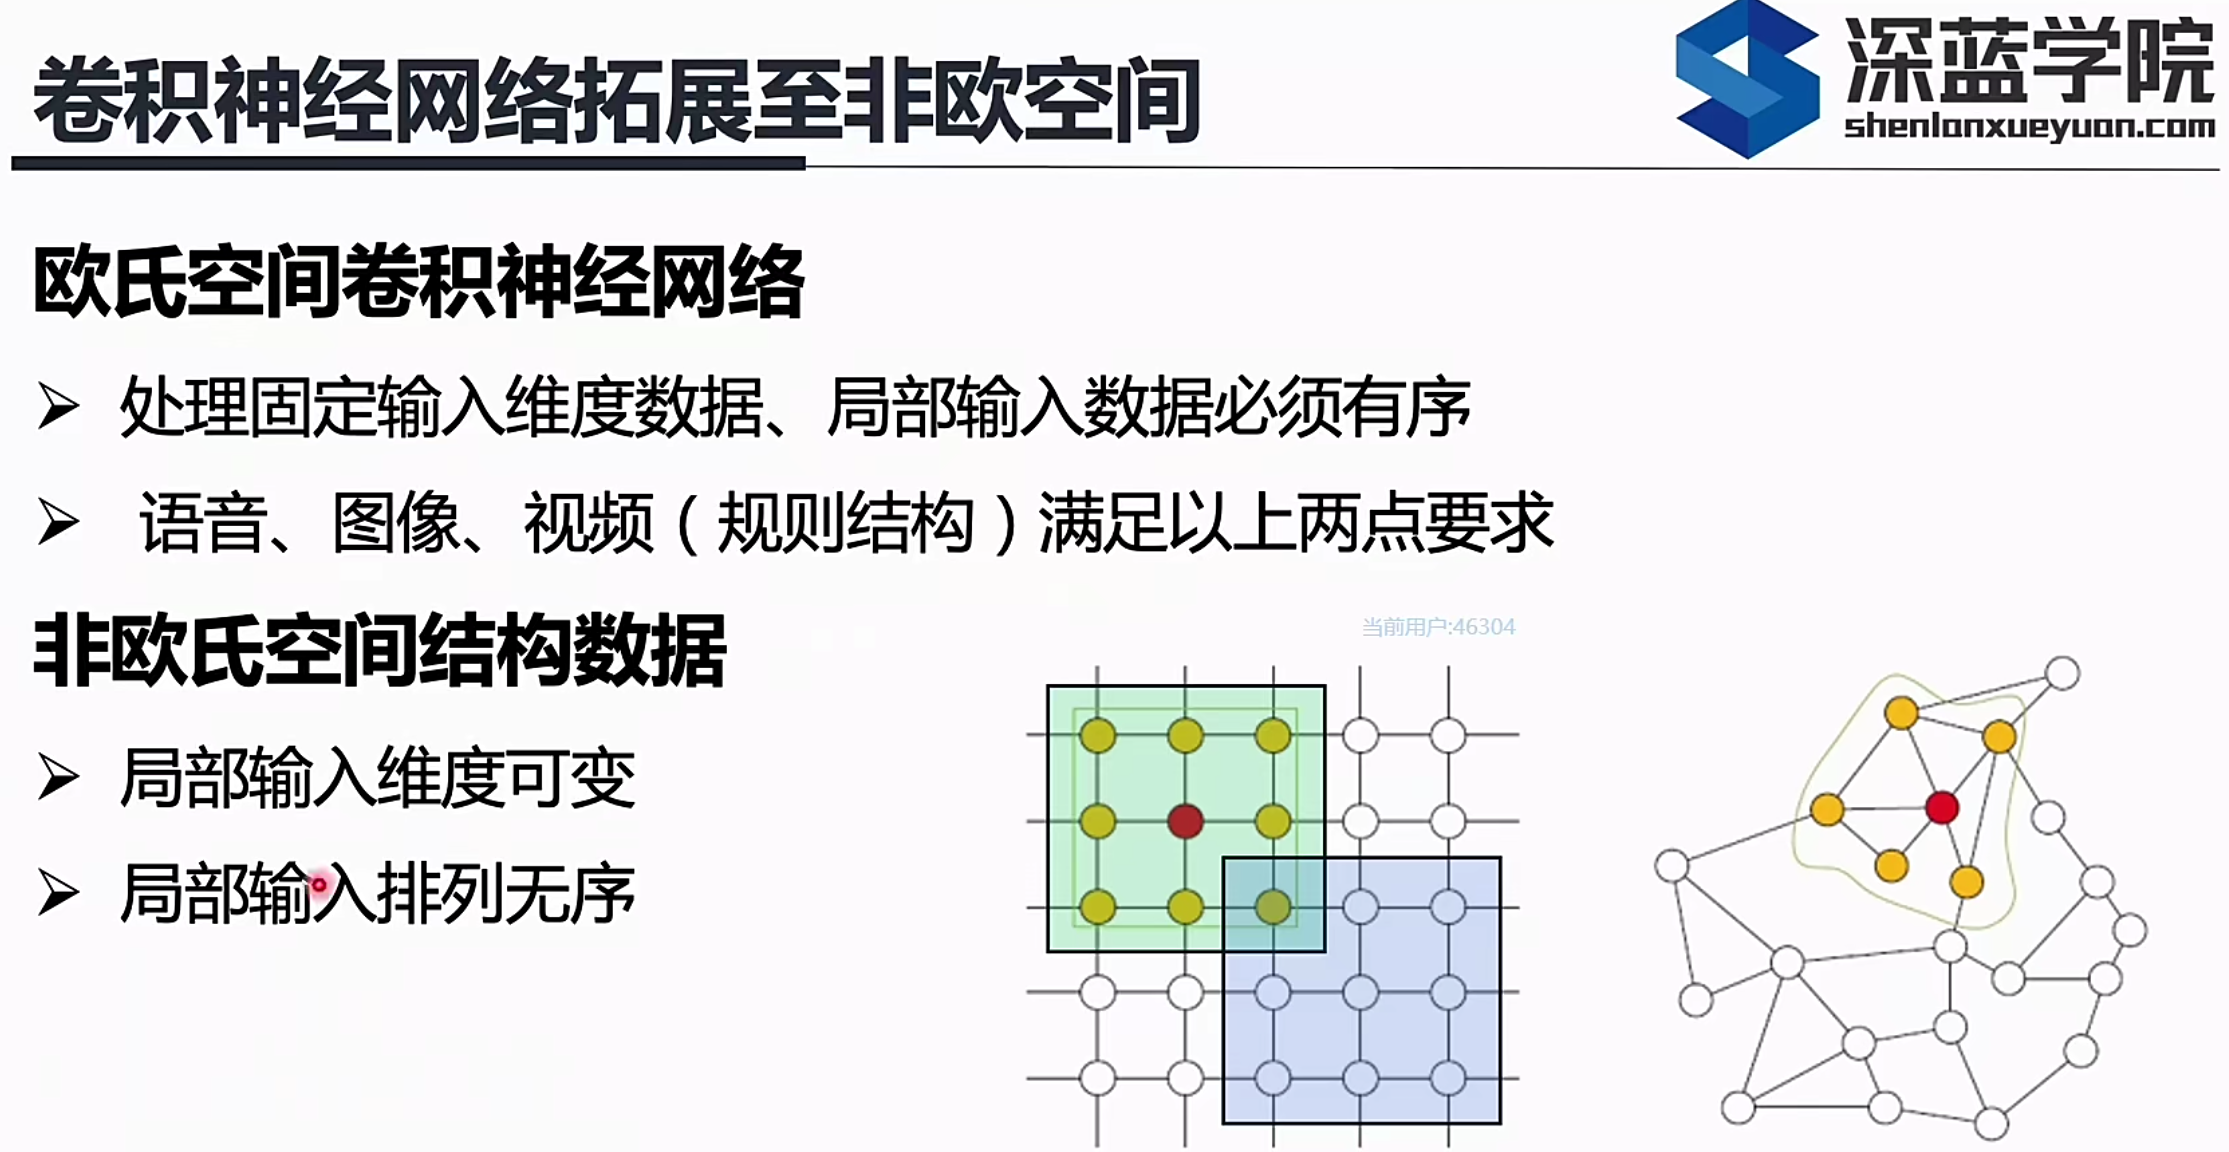 卷积神经网络拓展至非欧空间
深蓝学院
shenlanxueyuan.com
欧氏空间卷积神经网络
处理固定输入维度数据、局部输入数据必须有序
语音、图像、视频（规则结构）满足以上两点要求
非欧氏空间结构数据
当前用户:46304
局部输入维度可变
局部输入排列无序